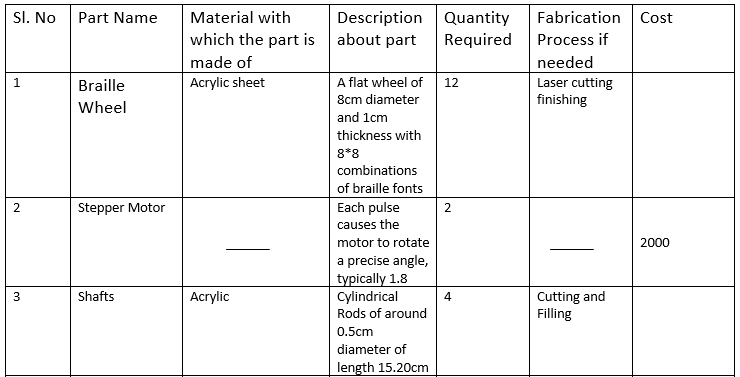 Sl. No Part Name Material with which the part is made of Description about part Quantity Required Fabrication Process if needed Cost
1 Braille Wheel Acrylic sheet A flat wheel of 8cm diameter and 1cm thickness with 8*8 combinations of braille fonts 12 Laser cutting finishing
2 Stepper Motor ______ Each pulse causes the motor to rotate a precise angle, typically 1.8 2 ______ 2000
3 Shafts Acrylic Cylindrical Rods of around 0.5cm diameter of length 15.20cm 4 Cutting and Filling